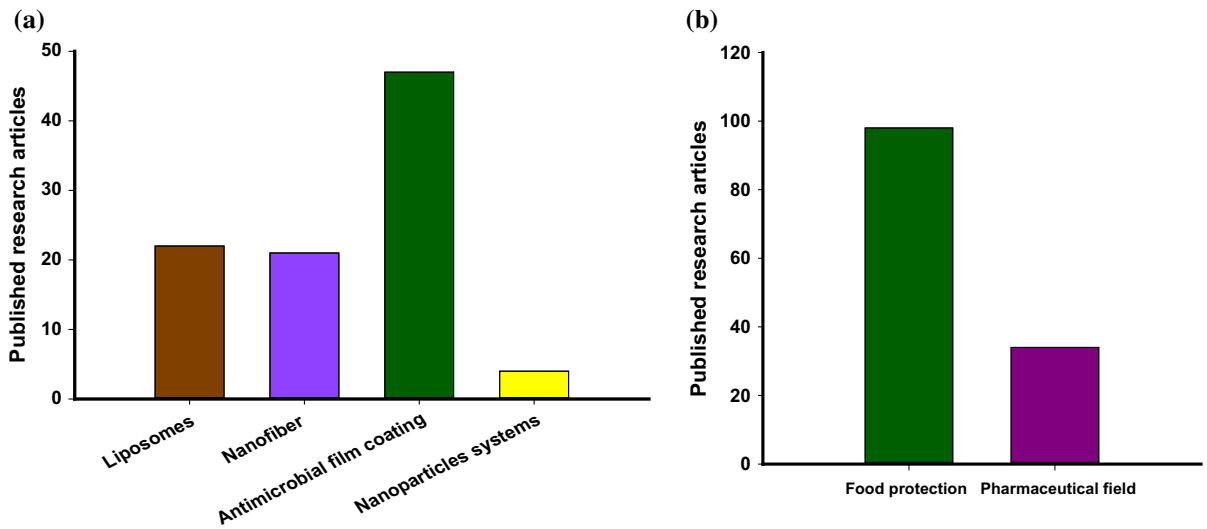 (a)
Published research articles
50
40
30
20
10
0
Liposomes
Nanofiber
Antimicrobial film coating
Nanoparticles systems
(b)
Published research articles
120
100
80
60
40
20
0
Food protection
Pharmaceutical field